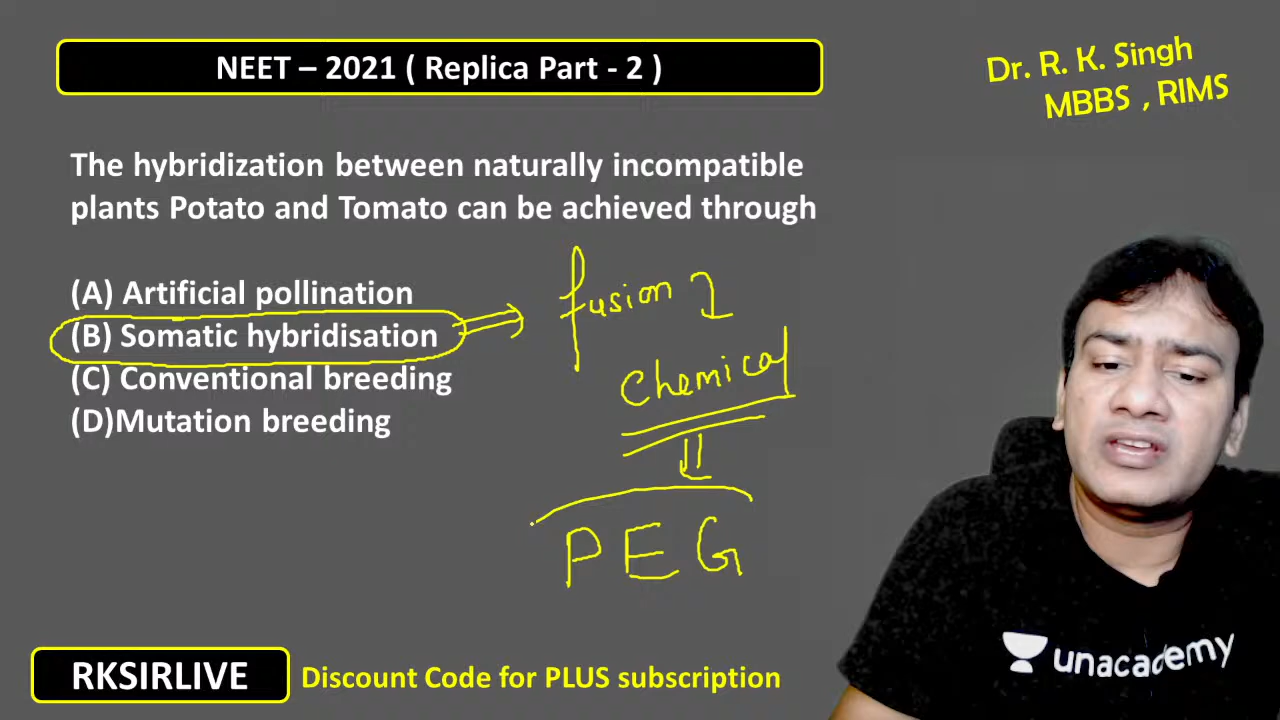 NEET – 2021 ( Replica Part - 2 )
Dr. R. K. Singh
MBBS , RIMS
The hybridization between naturally incompatible
plants Potato and Tomato can be achieved through
(A) Artificial pollination
(B) Somatic hybridisation
(C) Conventional breeding
(D)Mutation breeding
fusion
Chemical
PEG
unacademy
RKSIRLIVE
Discount Code for PLUS subscription